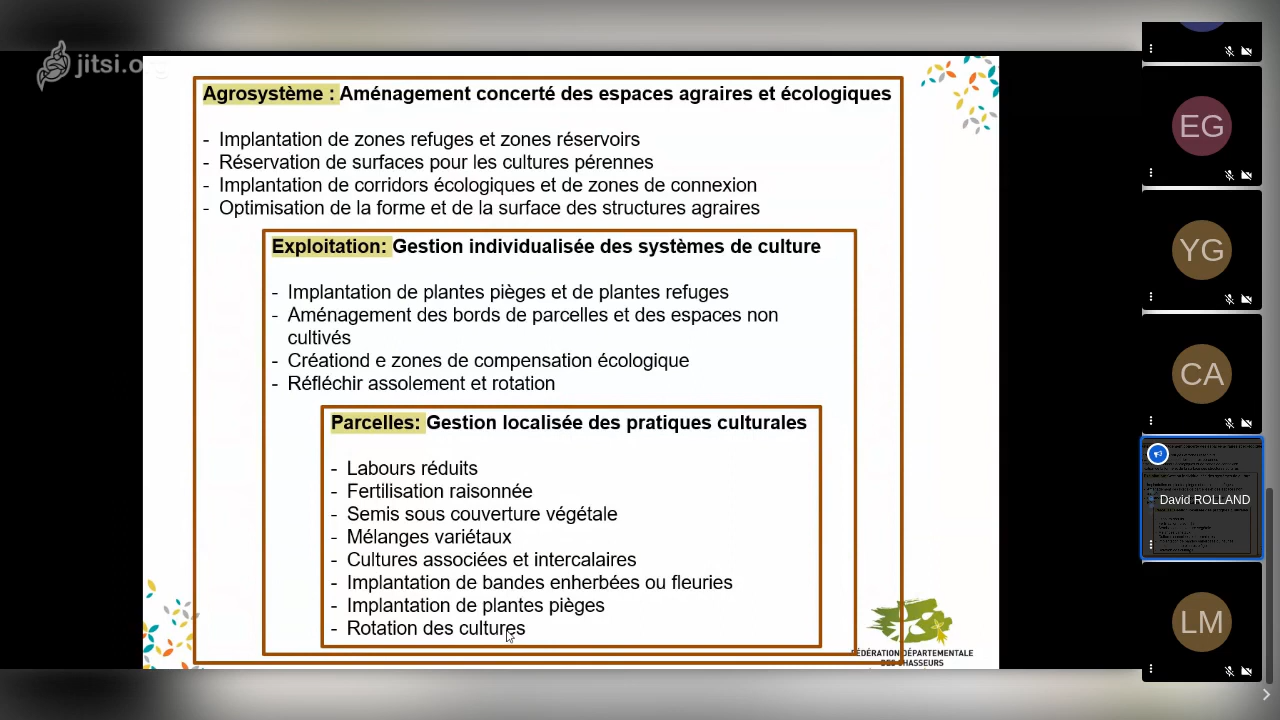 jitsi.org
Agrosystème : Aménagement concerté des espaces agraires et écologiques
- Implantation de zones refuges et zones réservoirs
- Réservation de surfaces pour les cultures pérennes
- Implantation de corridors écologiques et de zones de connexion
- Optimisation de la forme et de la surface des structures agraires
Exploitation: Gestion individualisée des systèmes de culture
- Implantation de plantes pièges et de plantes refuges
- Aménagement des bords de parcelles et des espaces non
cultivés
- Créationd e zones de compensation écologique
- Réfléchir assolement et rotation
Parcelles: Gestion localisée des pratiques culturales
- Labours réduits
- Fertilisation raisonnée
- Semis sous couverture végétale
- Mélanges variétaux
- Cultures associées et intercalaires
- Implantation de bandes enherbées ou fleuries
- Implantation de plantes pièges
- Rotation des cultures
FÉDÉRATION DÉPARTEMENTALE
DES CHASSEURS
EG
YG
CA
David ROLLAND
LM